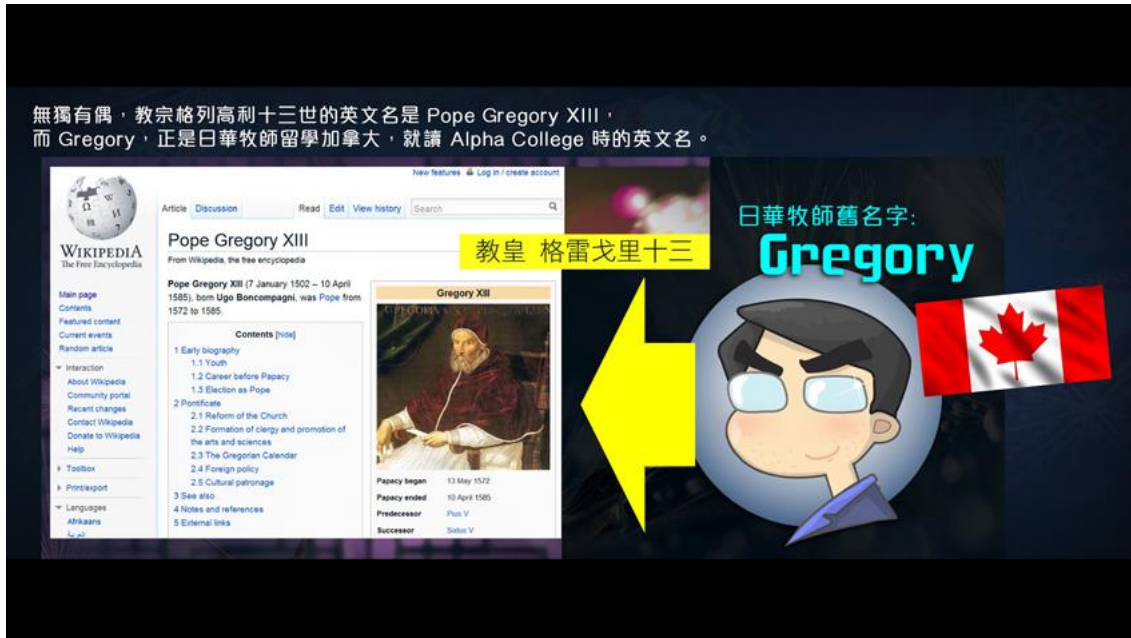 無獨有偶，教宗格列高利十三世的英文名是 Pope Gregory XIII，
而 Gregory，正是日華牧師留學加拿大，就讀 Alpha College 時的英文名。
New features Log in / create account
Article Discussion Read Edit View history Search
WIKIPEDIA
The Free Encyclopedia
Main page
Contents
Featured content
Current events
Random article
Interaction
About Wikipedia
Community portal
Recent changes
Contact Wikipedia
Donate to Wikipedia
Help
Toolbox
Print/export
Languages
Afrikaans
العربية
Pope Gregory XIII
From Wikipedia, the free encyclopedia
Pope Gregory XIII (7 January 1502 – 10 April
1585), born Ugo Boncompagni, was Pope from
1572 to 1585.
Contents [hide]
1 Early biography
1.1 Youth
1.2 Career before Papacy
1.3 Election as Pope
2 Pontificate
2.1 Reform of the Church
2.2 Formation of clergy and promotion of
the arts and sciences
2.3 The Gregorian Calendar
2.4 Foreign policy
2.5 Cultural patronage
3 See also
4 Notes and references
5 External links
Gregory XIII
Papacy began 13 May 1572
Papacy ended 10 April 1585
Predecessor Pius V
Successor Sixtus V
教皇 格雷戈里十三
日華牧師舊名字:
Gregory